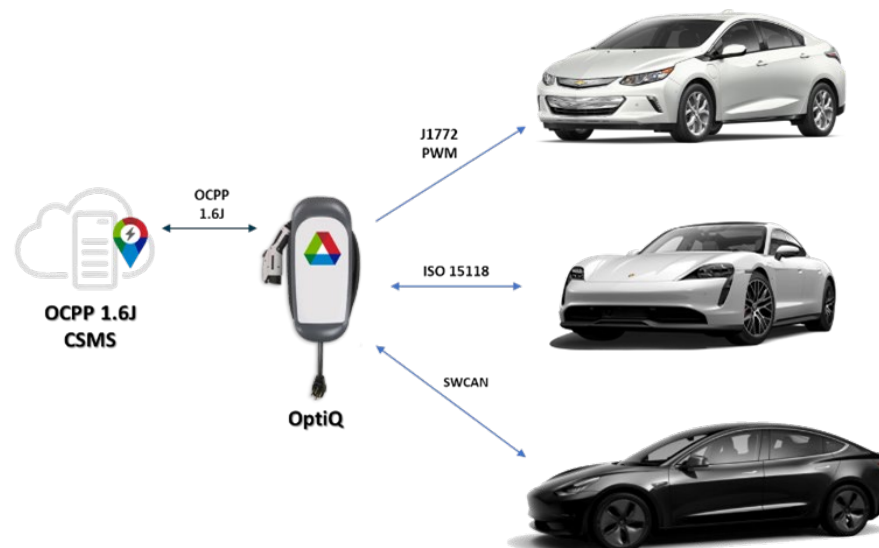 J1772
PWM
OCPP
1.6J
ISO 15118
OCPP 1.6J
CSMS
SWCAN
OptiQ